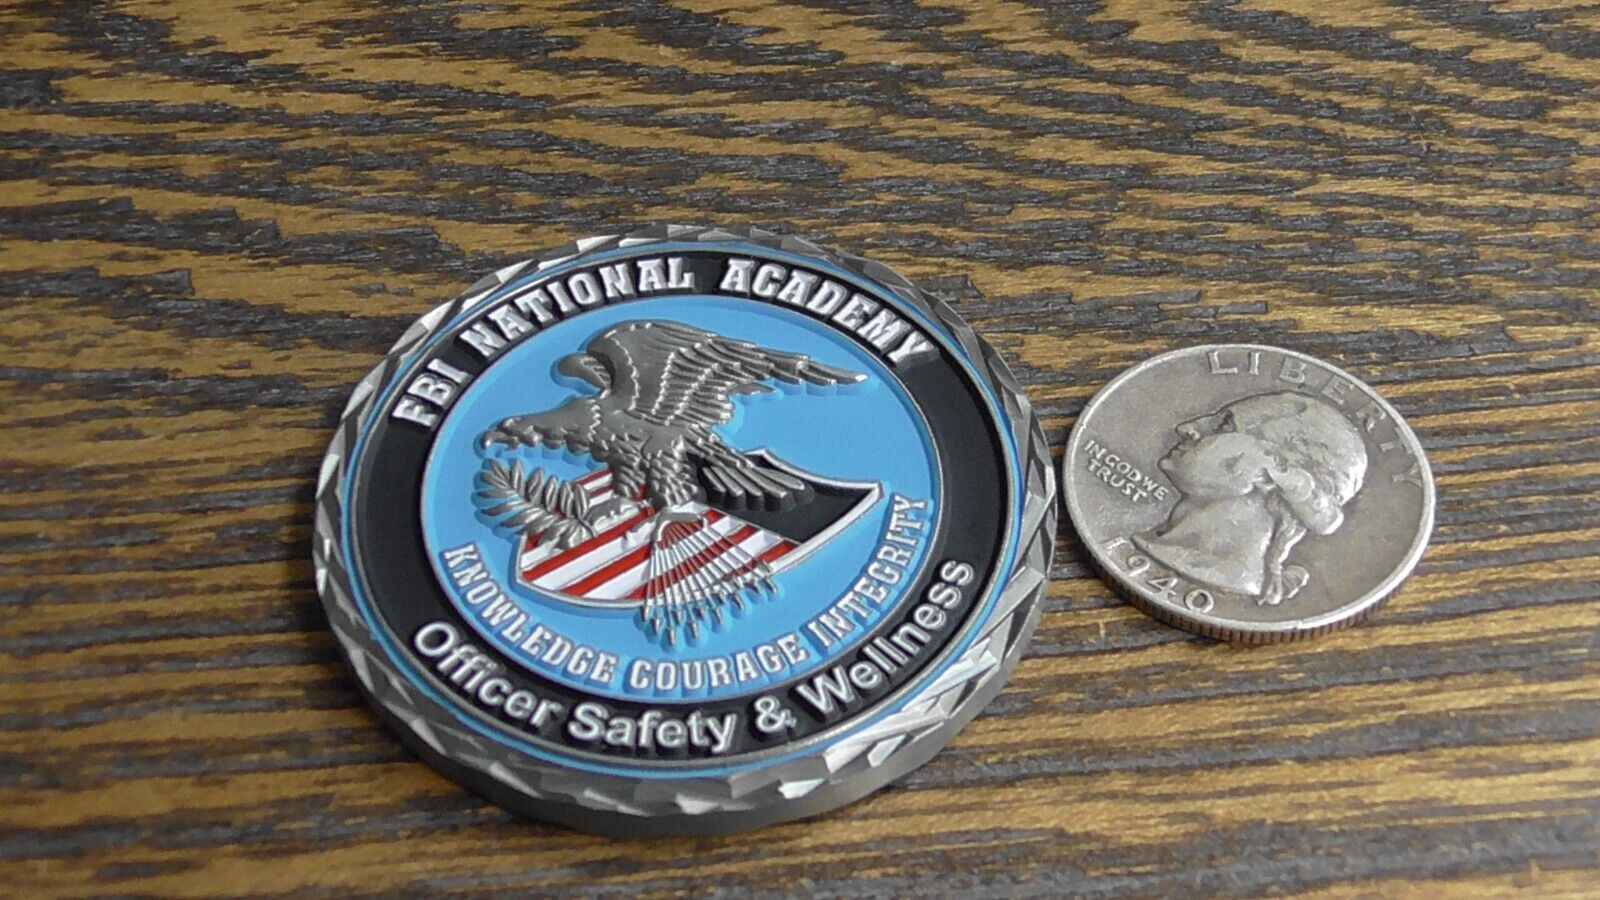 FBI NATIONAL ACADEMY
KNOWLEDGE COURAGE INTEGRITY
Officer Safety & Wellness
LIBERTY
IN GOD WE
TRUST
1940